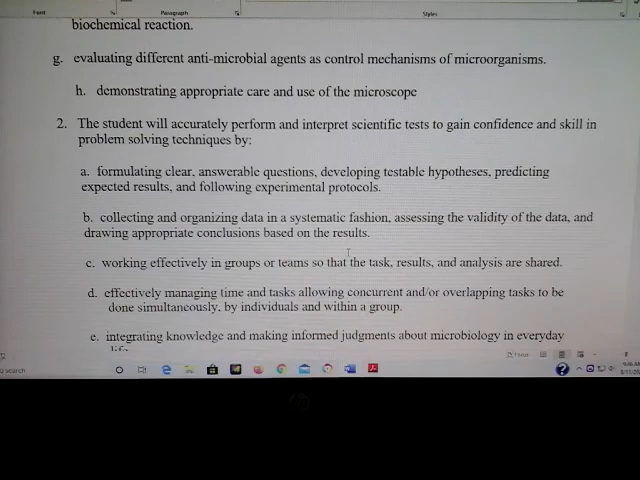 Font Paragraph Styles
biochemical reaction.
g. evaluating different anti-microbial agents as control mechanisms of microorganisms.
h. demonstrating appropriate care and use of the microscope
2. The student will accurately perform and interpret scientific tests to gain confidence and skill in
problem solving techniques by:
a. formulating clear, answerable questions, developing testable hypotheses, predicting
expected results, and following experimental protocols.
b. collecting and organizing data in a systematic fashion, assessing the validity of the data, and
drawing appropriate conclusions based on the results.
c. working effectively in groups or teams so that the task, results, and analysis are shared.
d. effectively managing time and tasks allowing concurrent and/or overlapping tasks to be
done simultaneously, by individuals and within a group.
e. integrating knowledge and making informed judgments about microbiology in everyday
life.
Focus
search